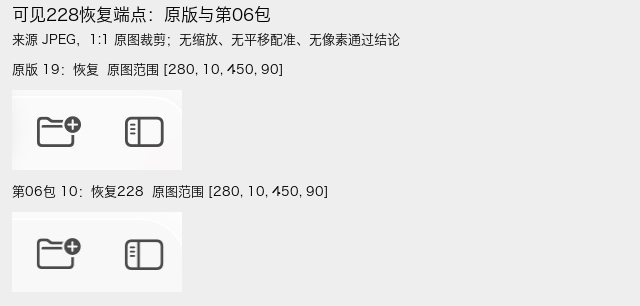 可见228恢复端点：原版与第06包
来源 JPEG，1:1 原图裁剪；无缩放、无平移配准、无像素通过结论
原版 19：恢复 原图范围 [280, 10, 450, 90]
第06包 10：恢复228 原图范围 [280, 10, 450, 90]